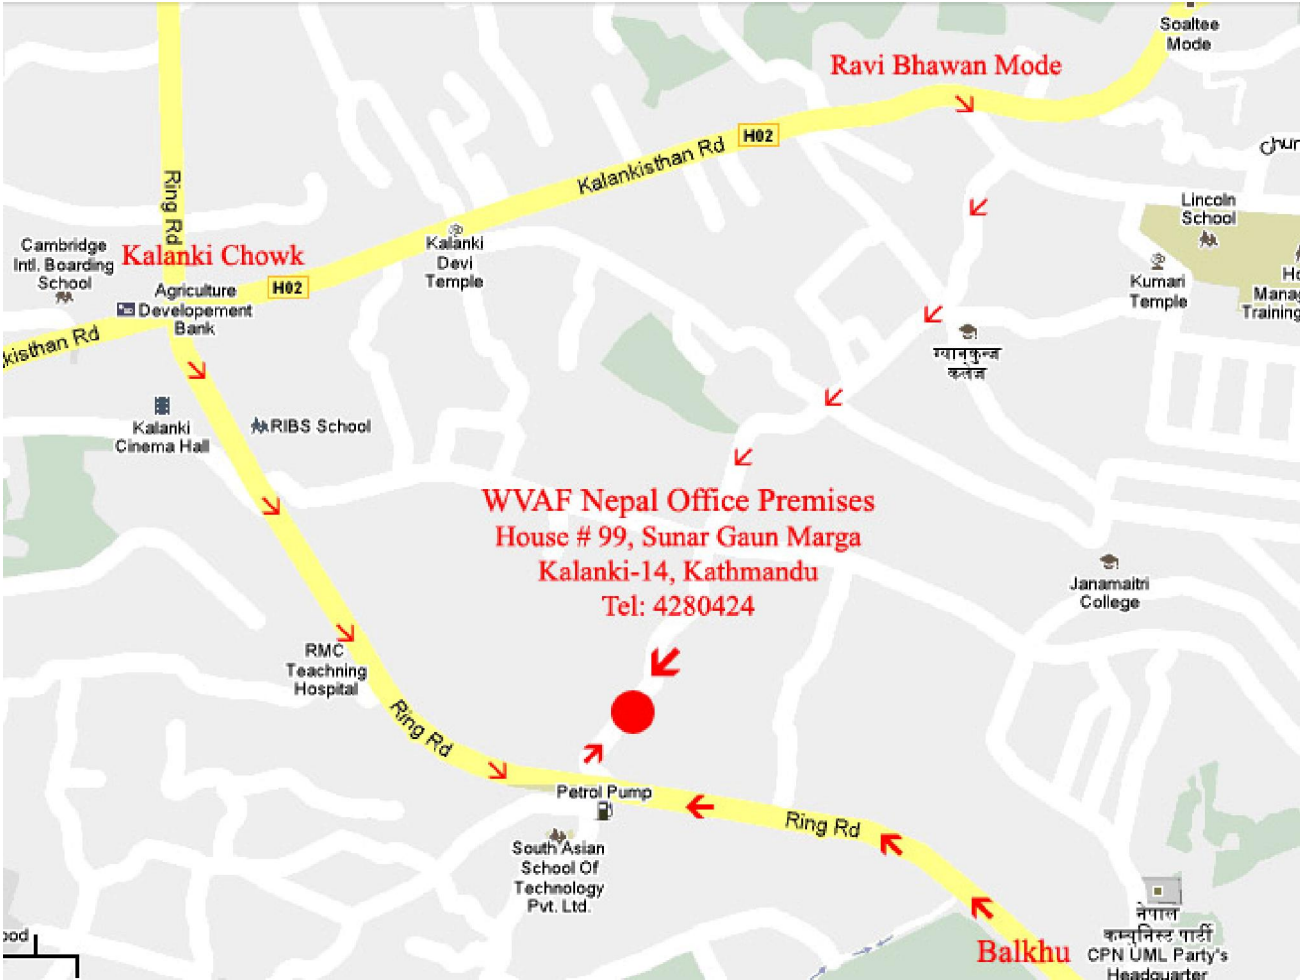 Soaltee
Mode
Ravi Bhawan Mode
H02
Kalankisthan Rd
Ring Rd
Lincoln
School
Cambridge
Intl. Boarding
School
Kalanki Chowk
Kalanki
Devi
Temple
Kumari
Temple
H02
Agriculture
Developement
Bank
kisthan Rd
ग्यानकुन्ज
कलेज
Kalanki
Cinema Hall
RIBS School
WVAF Nepal Office Premises
House # 99, Sunar Gaun Marga
Kalanki-14, Kathmandu
Tel: 4280424
Janamaitri
College
RMC
Teachning
Hospital
Ring Rd
Petrol Pump
Ring Rd
South Asian
School Of
Technology
Pvt. Ltd.
Balkhu
नेपाल
कम्युनिस्ट पार्टी
CPN UML Party's
Headquarter